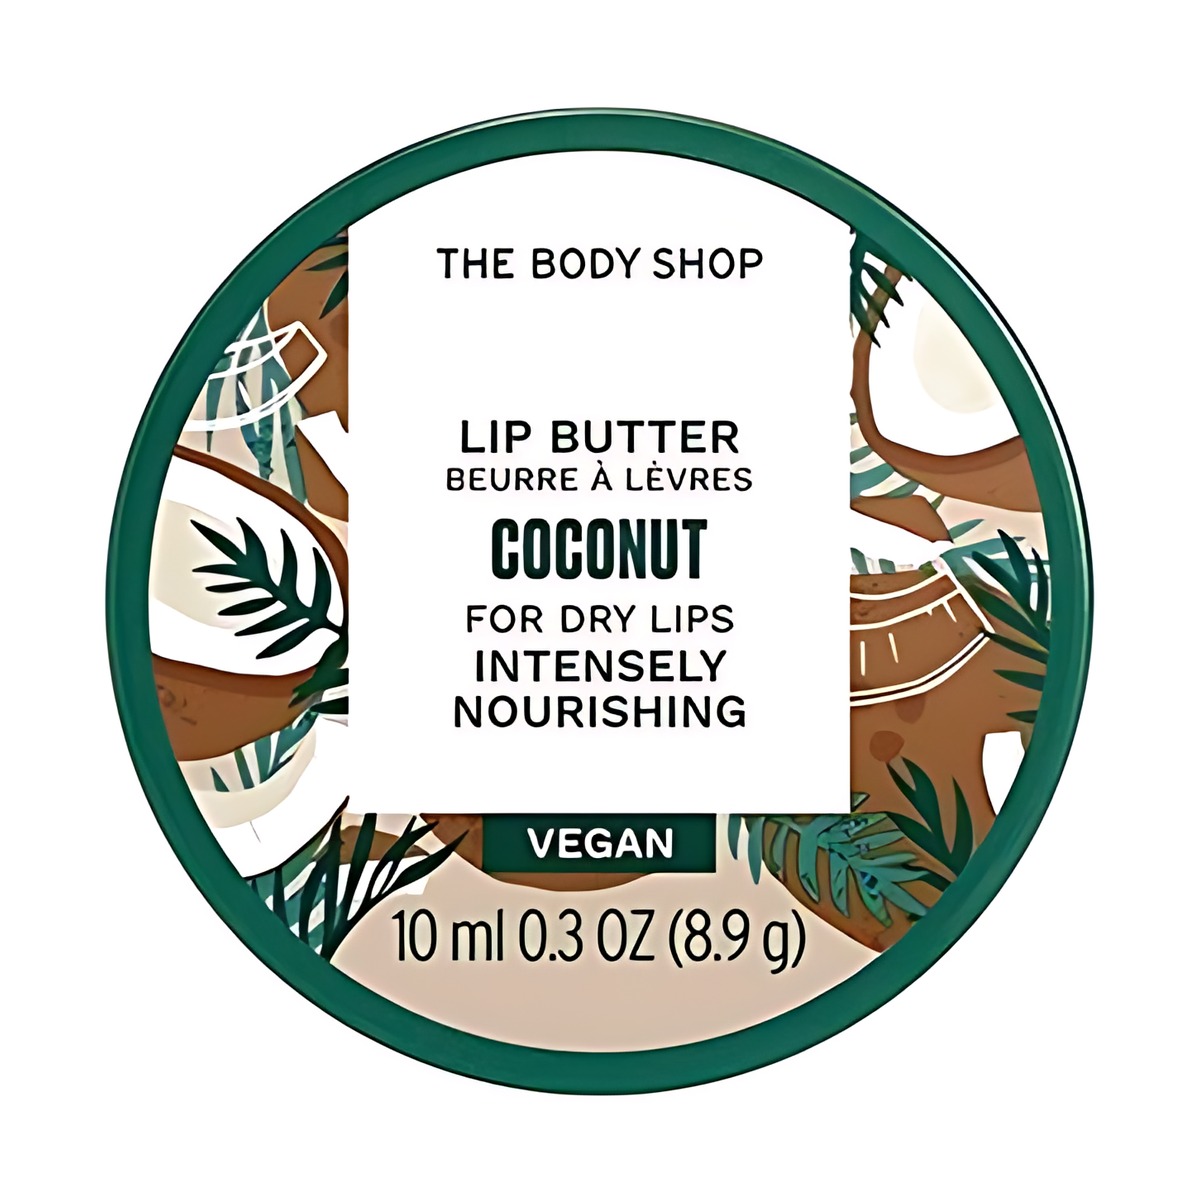 THE BODY SHOP
LIP BUTTER
BEURRE À LÈVRES
COCONUT
FOR DRY LIPS
INTENSELY
NOURISHING
VEGAN
10 ml 0.3 OZ (8.9 g)